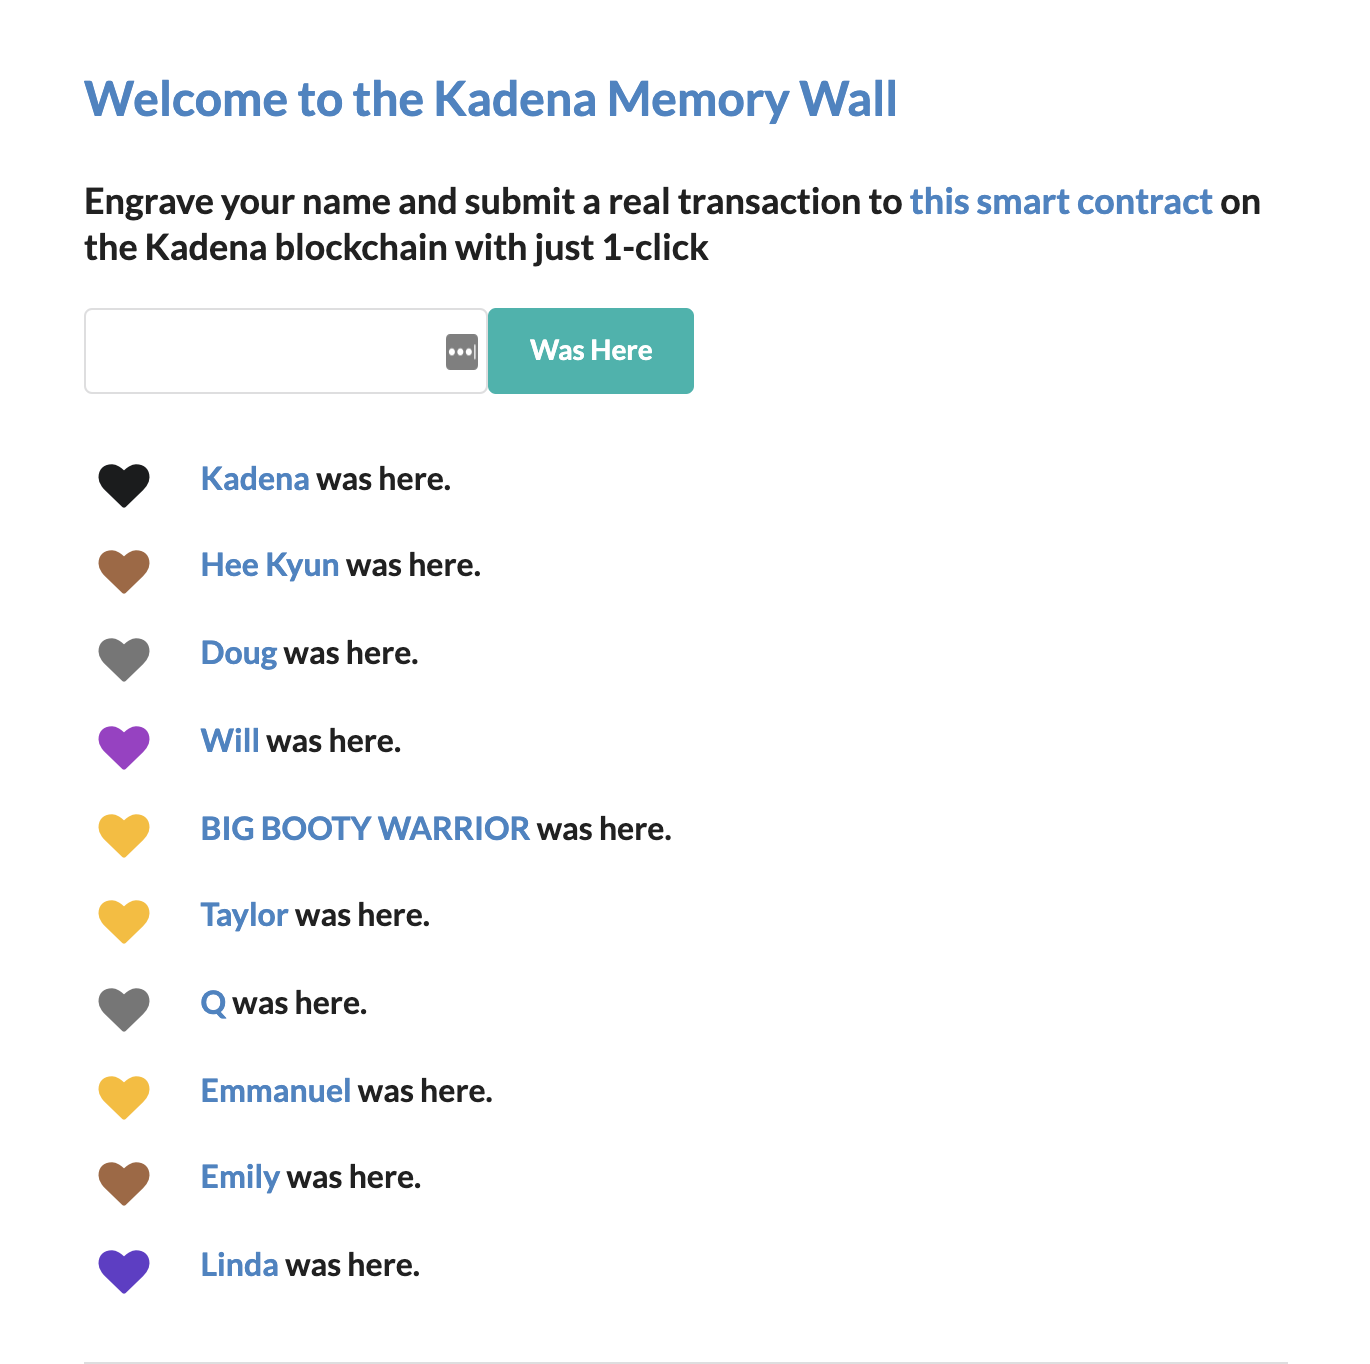 Welcome to the Kadena Memory Wall
Engrave your name and submit a real transaction to this smart contract on
the Kadena blockchain with just 1-click
Was Here
Kadena was here.
Hee Kyun was here.
Doug was here.
Will was here.
BIG BOOTY WARRIOR was here.
Taylor was here.
Q was here.
Emmanuel was here.
Emily was here.
Linda was here.